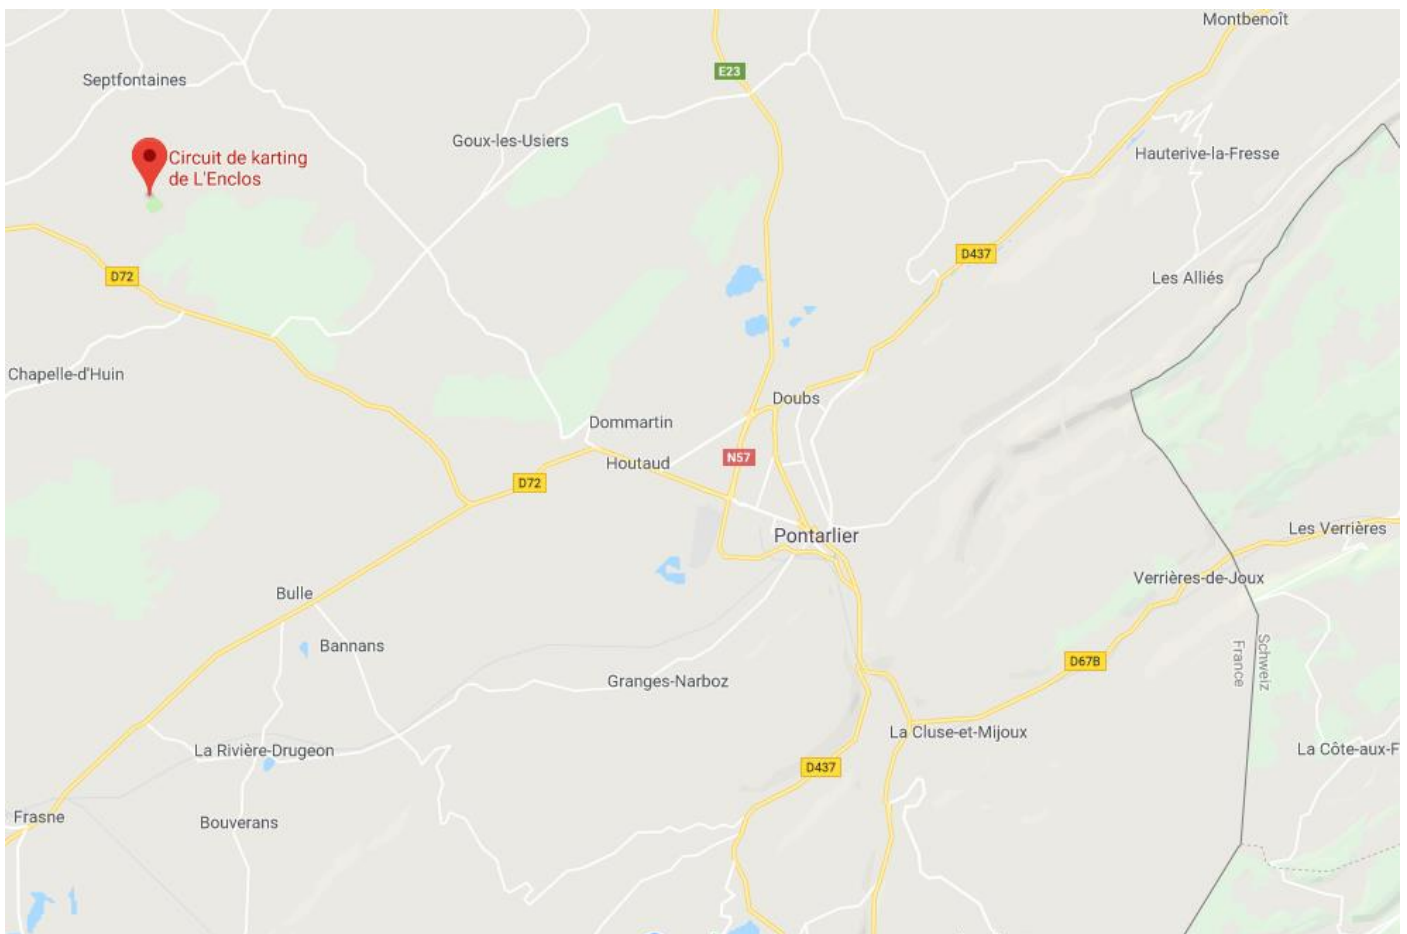 Montbenoît
E23
Septfontaines
Goux-les-Usiers
Hauterive-la-Fresse
Circuit de karting
de L'Enclos
D437
D72
Les Alliés
Chapelle-d'Huin
Doubs
Dommartin
N57
Houtaud
D72
Les Verrières
Pontarlier
Verrières-de-Joux
Bulle
Bannans
France
Schweiz
D67B
Granges-Narboz
La Cluse-et-Mijoux
La Rivière-Drugeon
La Côte-aux-F
D437
Frasne
Bouverans